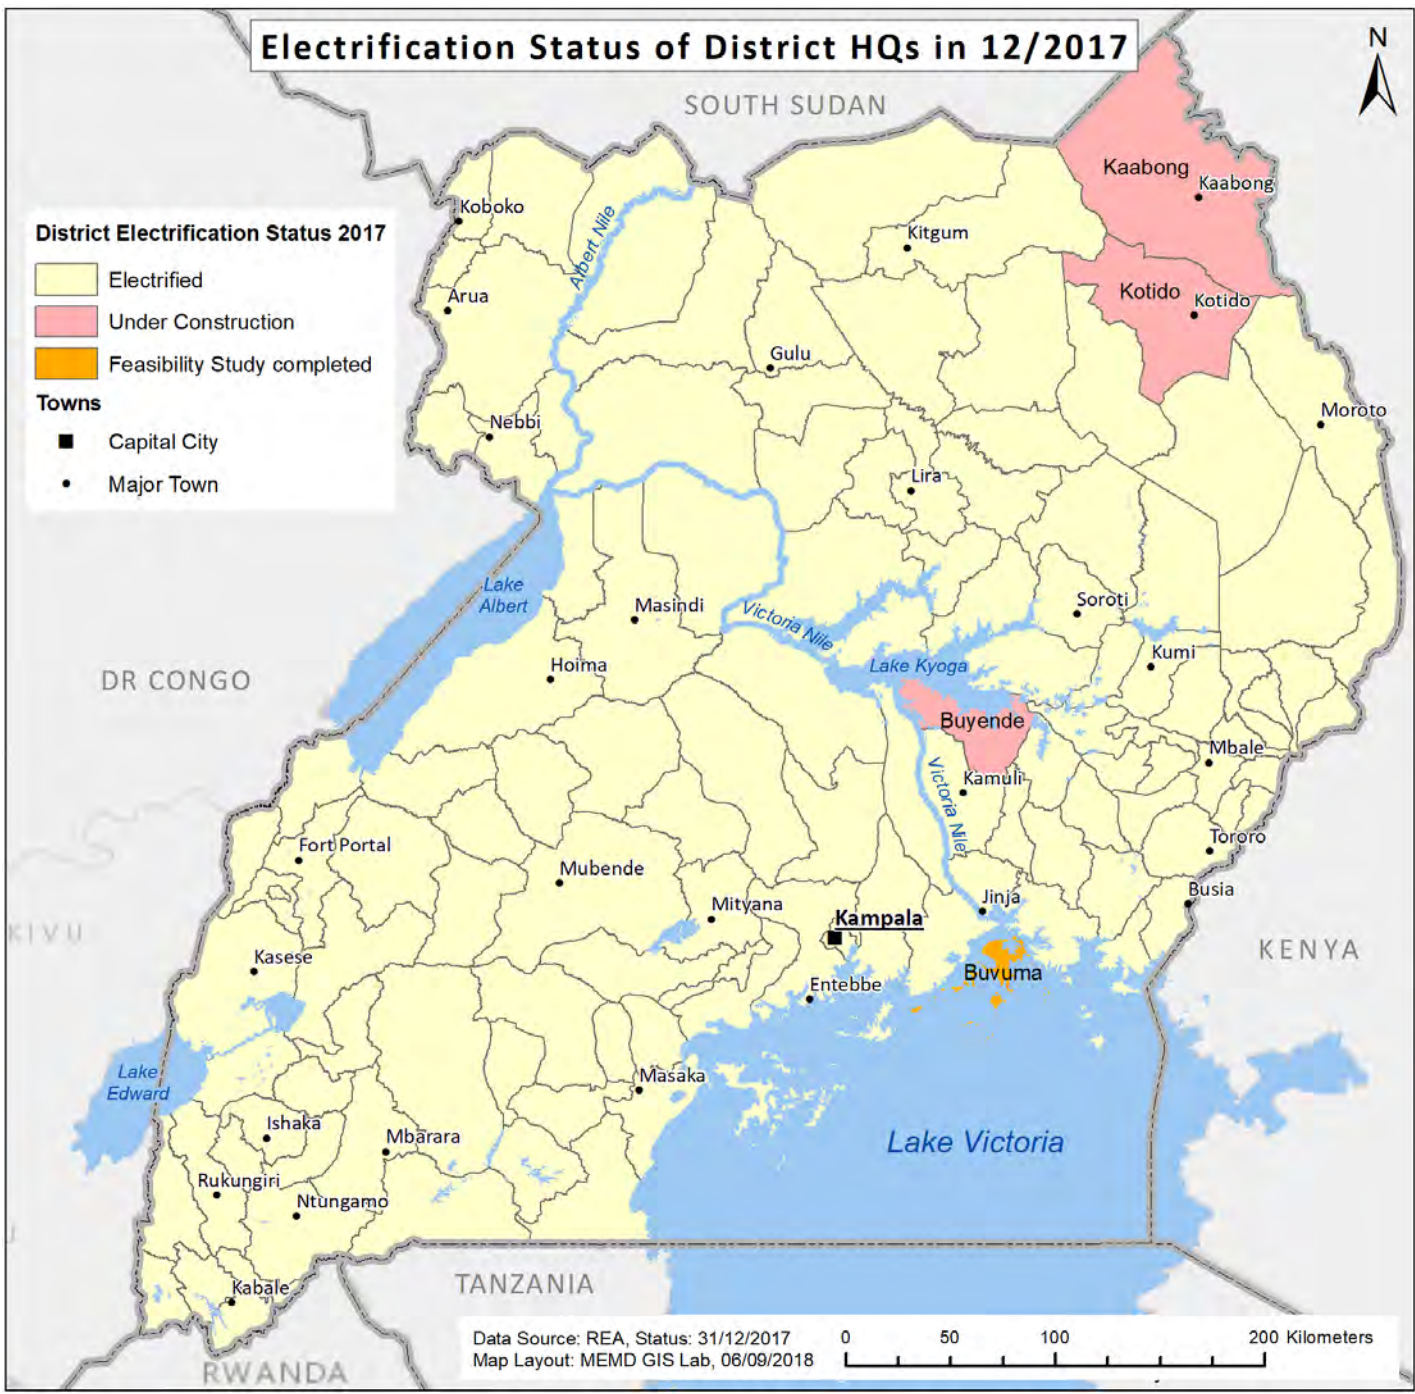 Electrification Status of District HQs in 12/2017
N
SOUTH SUDAN
Kaabong
Kaabong
Koboko
Albert Nile
Kitgum
District Electrification Status 2017
Electrified
Under Construction
Feasibility Study completed
Towns
Capital City
Major Town
Arua
Kotido
Kotido
Gulu
Moroto
Nebbi
Lira
Lake
Albert
Masindi
Victoria Nile
Soroti
Hoima
Lake Kyoga
Kumi
DR CONGO
Buyende
Mbale
Kamuli
Victoria Nile
Fort Portal
Tororo
Mubende
Mityana
Jinja
Busia
Kampala
KIVU
KENYA
Kasese
Buvuma
Entebbe
Lake
Edward
Masaka
Ishaka
Mbarara
Lake Victoria
Rukungiri
Ntungamo
Kabale
TANZANIA
RWANDA
Data Source: REA, Status: 31/12/2017
Map Layout: MEMD GIS Lab, 06/09/2018
0 50 100 200 Kilometers